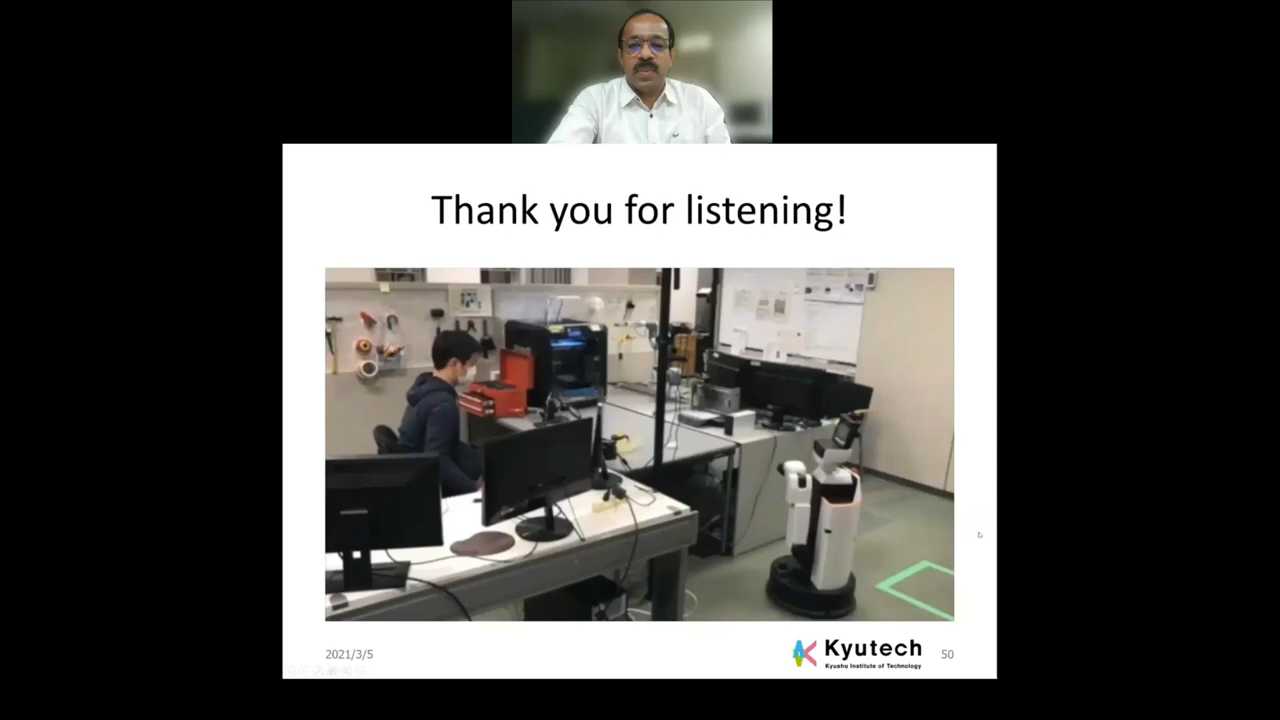 Thank you for listening!
2021/3/5
Kyutech
Kyushu Institute of Technology
50